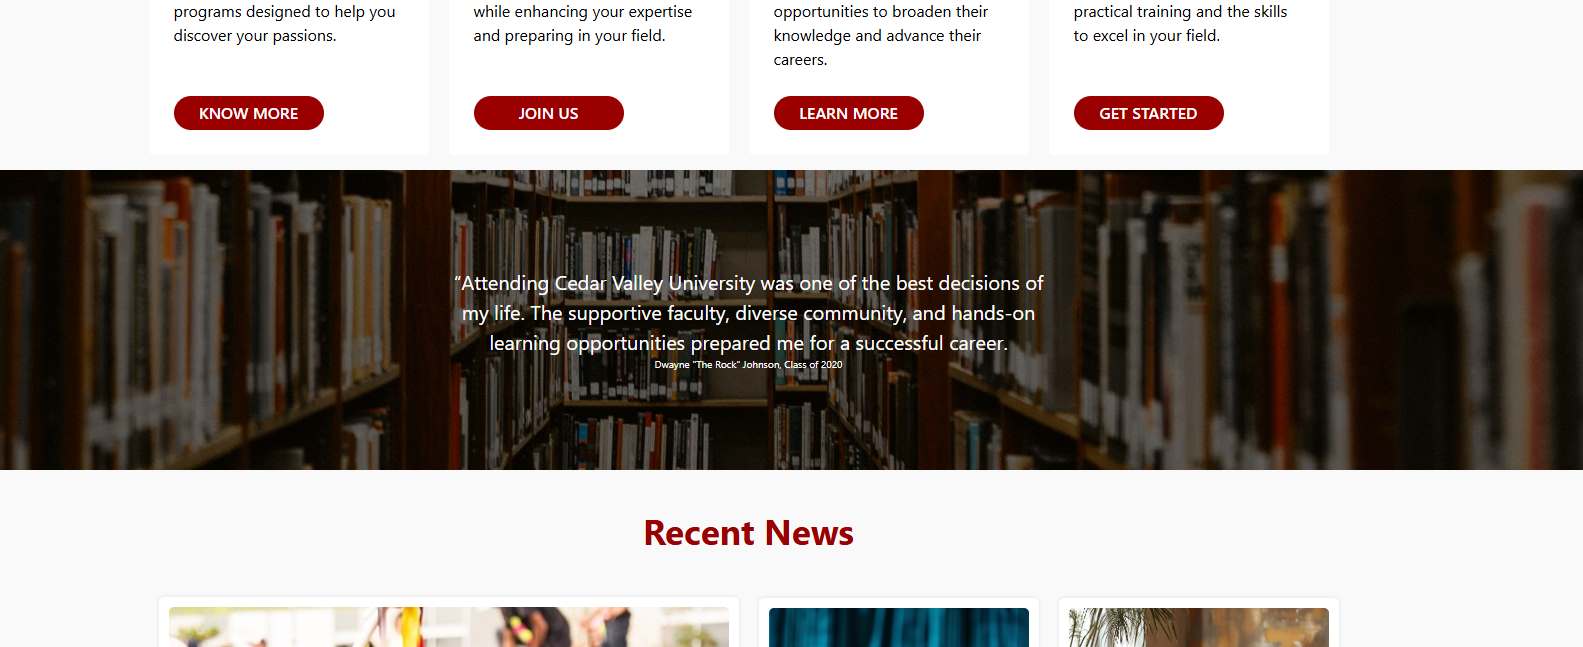 programs designed to help you
discover your passions.
KNOW MORE
while enhancing your expertise
and preparing in your field.
JOIN US
opportunities to broaden their
knowledge and advance their
careers.
LEARN MORE
practical training and the skills
to excel in your field.
GET STARTED
“Attending Cedar Valley University was one of the best decisions of
my life. The supportive faculty, diverse community, and hands-on
learning opportunities prepared me for a successful career.
Dwayne "The Rock" Johnson, Class of 2020
Recent News